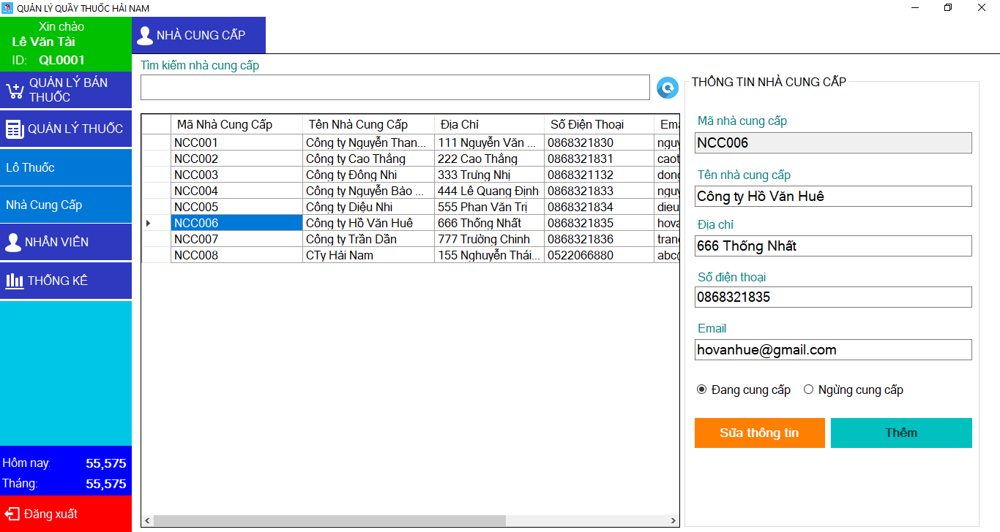 QUẢN LÝ QUẦY THUỐC HẢI NAM
Xin chào
Lê Văn Tài
ID: QL0001
QUẢN LÝ BÁN
THUỐC
QUẢN LÝ THUỐC
Lô Thuốc
Nhà Cung Cấp
NHÂN VIÊN
THỐNG KÊ
Hôm nay: 55,575
Tháng: 55,575
Đăng xuất
NHÀ CUNG CẤP
Tìm kiếm nhà cung cấp
Mã Nhà Cung Cấp Tên Nhà Cung Cấp Địa Chỉ Số Điện Thoại Ema
NCC001 Công ty Nguyễn Than... 111 Nguyễn Văn ... 0868321830 nguy
NCC002 Công ty Cao Thắng 222 Cao Thắng 0868321831 caot
NCC003 Công ty Đông Nhi 333 Trưng Nhị 0868321132 dong
NCC004 Công ty Nguyễn Bảo ... 444 Lê Quang Định 0868321833 nguy
NCC005 Công ty Diệu Nhi 555 Phan Văn Trị 0868321834 dieu
NCC006 Công ty Hồ Văn Huê 666 Thống Nhất 0868321835 hova
NCC007 Công ty Trần Dần 777 Trường Chinh 0868321836 tran
NCC008 CTy Hải Nam 155 Nghuyễn Thái... 0522066880 abc@
THÔNG TIN NHÀ CUNG CẤP
Mã nhà cung cấp
NCC006
Tên nhà cung cấp
Công ty Hồ Văn Huê
Địa chỉ
666 Thống Nhất
Số điện thoại
0868321835
Email
hovanhue@gmail.com
Đang cung cấp Ngừng cung cấp
Sửa thông tin Thêm